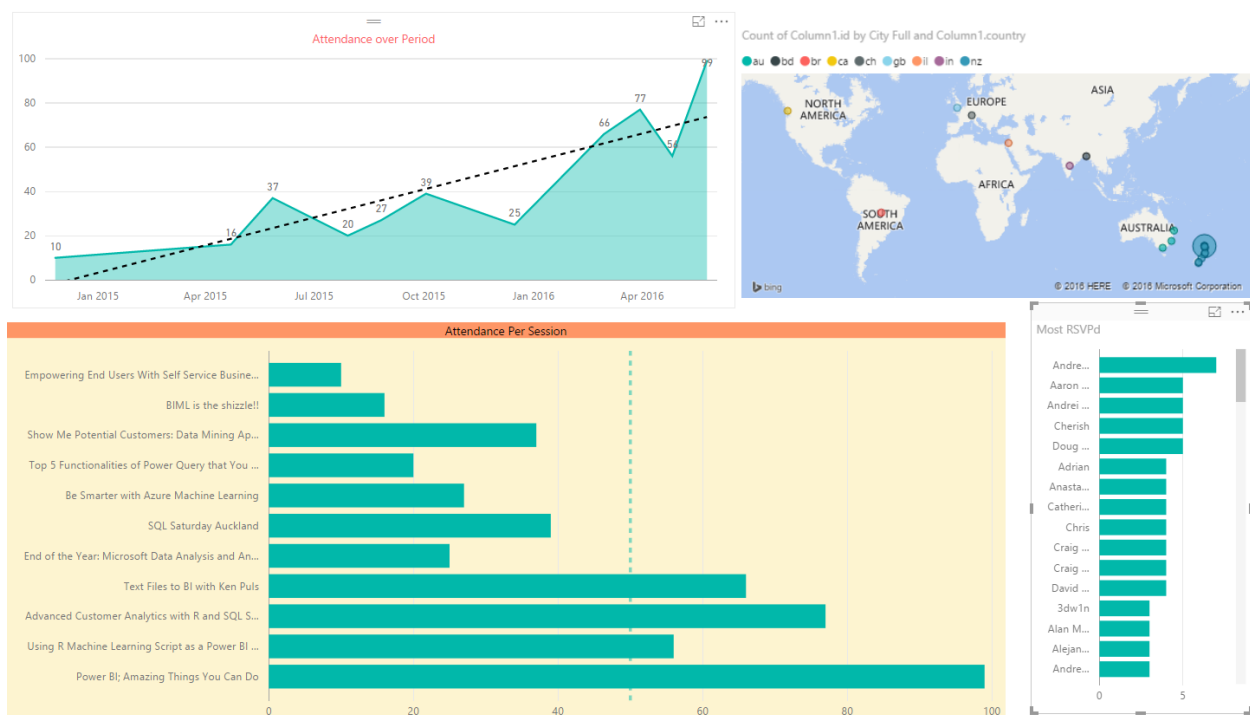 Attendance over Period
100
80
60
40
20
0
10
16
37
20
27
39
25
66
77
56
99
Jan 2015
Apr 2015
Jul 2015
Oct 2015
Jan 2016
Apr 2016
Count of Column1.id by City Full and Column1.country
au bd br ca ch gb il in nz
NORTH
AMERICA
EUROPE
ASIA
AFRICA
SOUTH
AMERICA
AUSTRALIA
bing
© 2016 HERE © 2016 Microsoft Corporation
Attendance Per Session
Empowering End Users With Self Service Busine...
BIML is the shizzle!!
Show Me Potential Customers: Data Mining Ap...
Top 5 Functionalities of Power Query that You ...
Be Smarter with Azure Machine Learning
SQL Saturday Auckland
End of the Year: Microsoft Data Analysis and An...
Text Files to BI with Ken Puls
Advanced Customer Analytics with R and SQL S...
Using R Machine Learning Script as a Power BI ...
Power BI; Amazing Things You Can Do
0 20 40 60 80 100
Most RSVPd
Andre...
Aaron ...
Andrei ...
Cherish
Doug ...
Adrian
Anasta...
Catheri...
Chris
Craig ...
Craig ...
David ...
3dw1n
Alan M...
Alejan...
Andre...
0 5